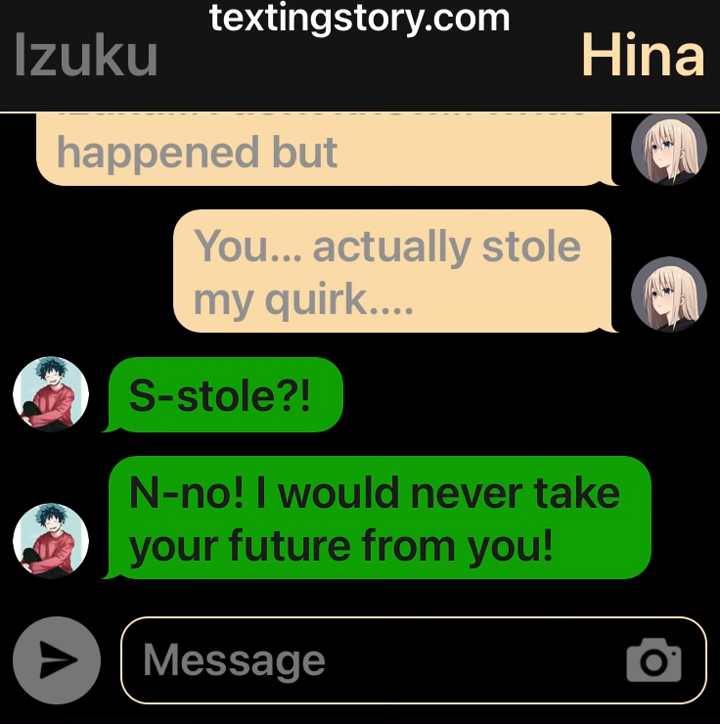 textingstory.com
Izuku
Hina
happened but
You... actually stole
my quirk....
S-stole?!
N-no! I would never take
your future from you!
Message